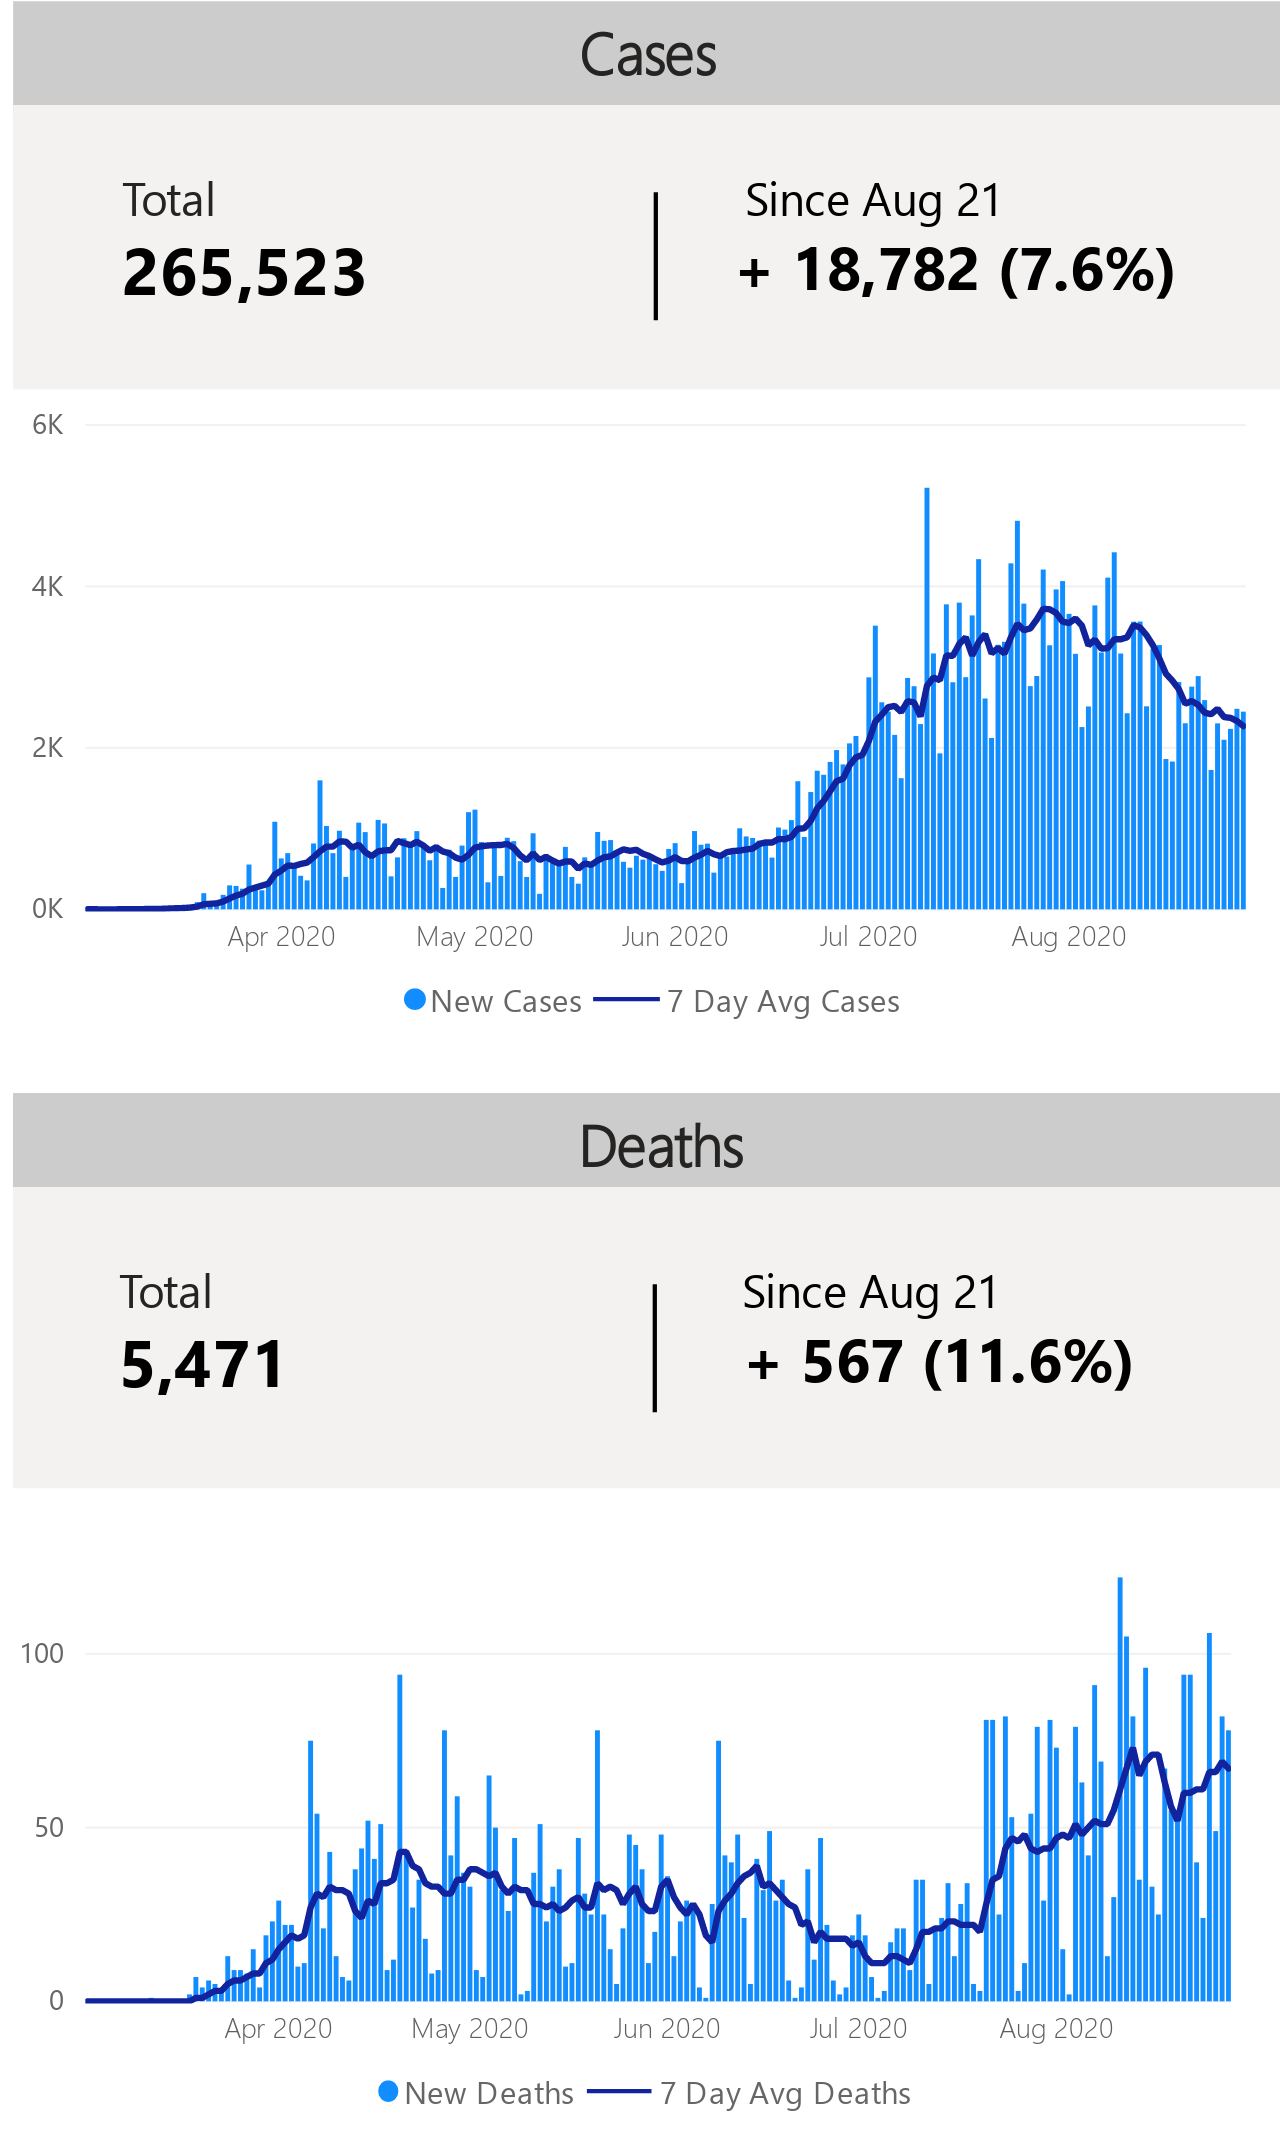 Cases
Total
Since Aug 21
265,523
+ 18,782 (7.6%)
6K
4K
2K
0K
Apr 2020 May 2020 Jun 2020 Jul 2020 Aug 2020
New Cases 7 Day Avg Cases
Deaths
Total
Since Aug 21
5,471
+ 567 (11.6%)
100
50
0
Apr 2020 May 2020 Jun 2020 Jul 2020 Aug 2020
New Deaths 7 Day Avg Deaths